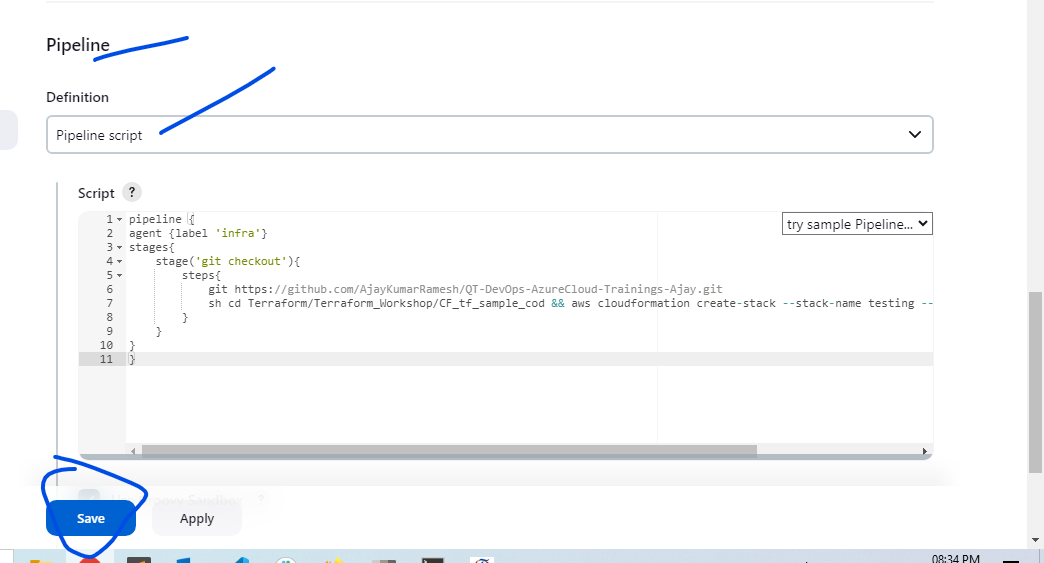 Pipeline
Definition
Pipeline script
Script ?
try sample Pipeline...
1 pipeline {
2 agent {label 'infra'}
3 stages{
4 stage('git checkout'){
5 steps{
6 git https://github.com/AjayKumarRamesh/QT-DevOps-AzureCloud-Trainings-Ajay.git
7 sh cd Terraform/Terraform_Workshop/CF_tf_sample_cod && aws cloudformation create-stack --stack-name testing --
8 }
9 }
10 }
11 }
Groovy Sandbox ?
Save Apply
08:34 PM